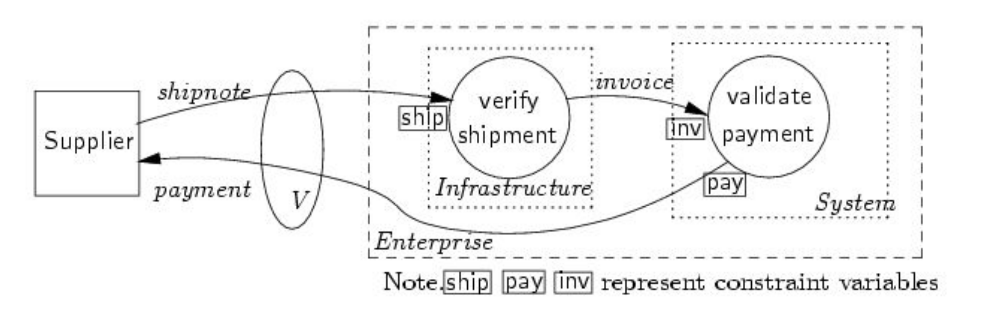 shipnote
Supplier
payment
V
ship
verify
shipment
Infrastructure
invoice
inv
validate
payment
pay
System
Enterprise
Note. ship pay inv represent constraint variables